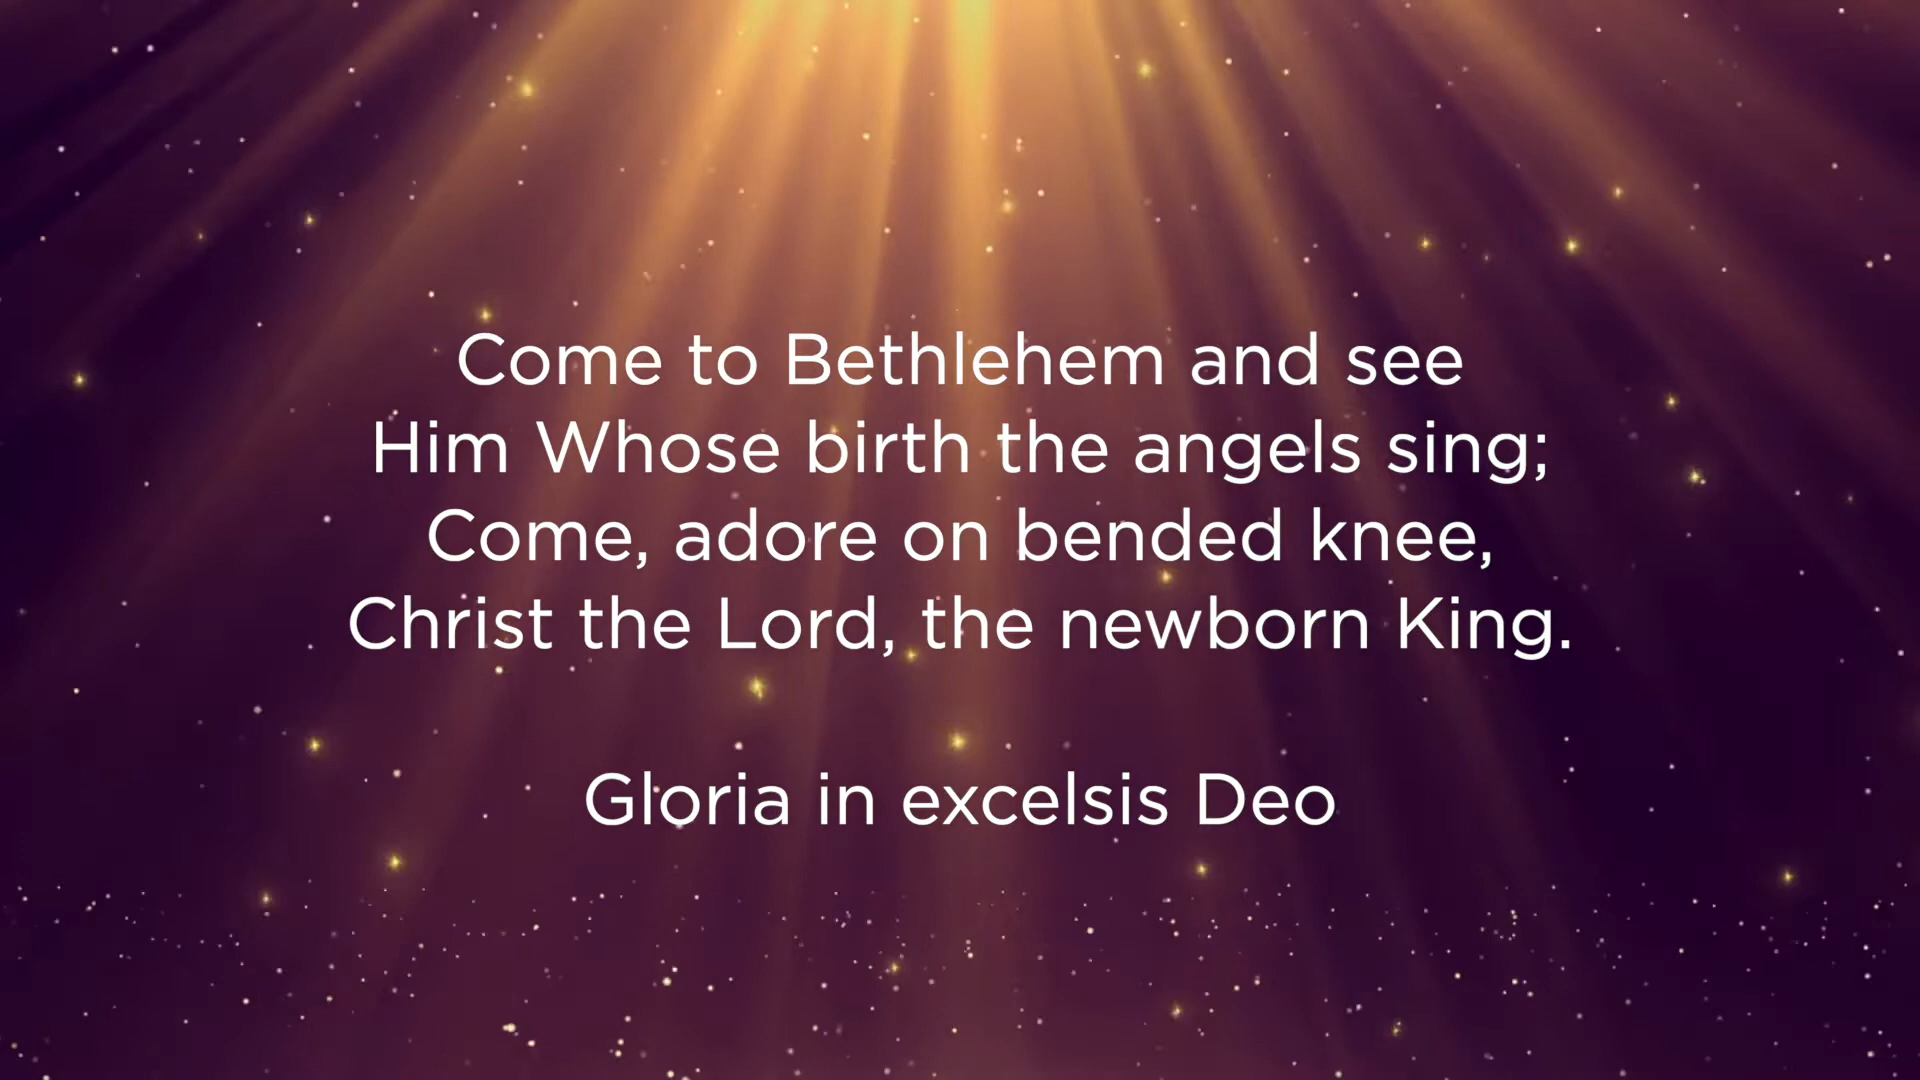 Come to Bethlehem and see
Him Whose birth the angels sing;
Come, adore on bended knee,
Christ the Lord, the newborn King.
Gloria in excelsis Deo